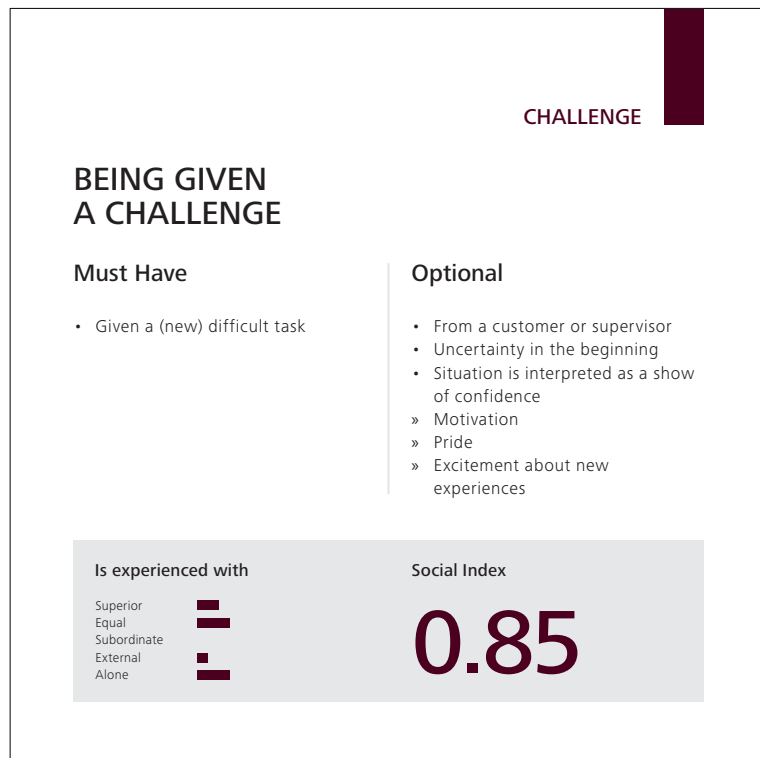 CHALLENGE
BEING GIVEN
A CHALLENGE
Must Have
• Given a (new) difficult task
Optional
• From a customer or supervisor
• Uncertainty in the beginning
• Situation is interpreted as a show
of confidence
» Motivation
» Pride
» Excitement about new
experiences
Is experienced with
Superior
Equal
Subordinate
External
Alone
Social Index
0.85